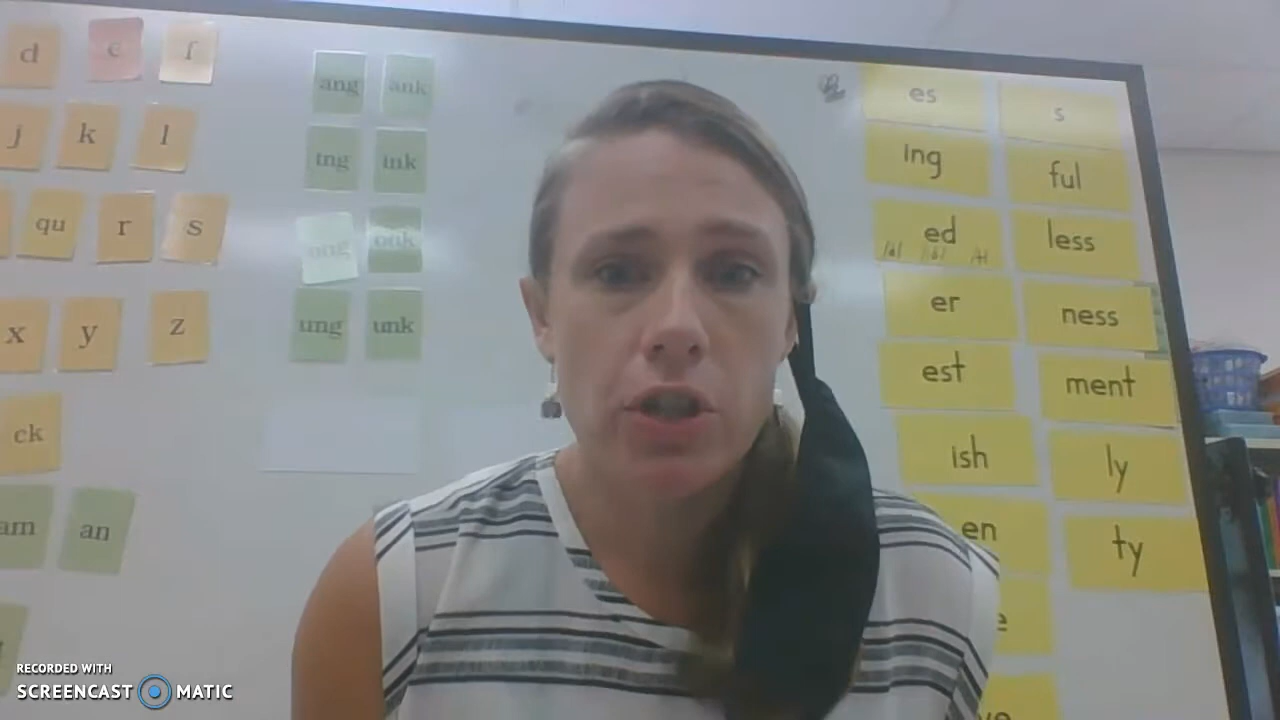 d e f
j k l
qu r s
x y z
ck
am an
ang ank
ing ink
ong onk
ung unk
es s
ing ful
ed less
/d/ /t/
er ness
est ment
ish ly
en ty
RECORDED WITH
SCREENCAST MATIC